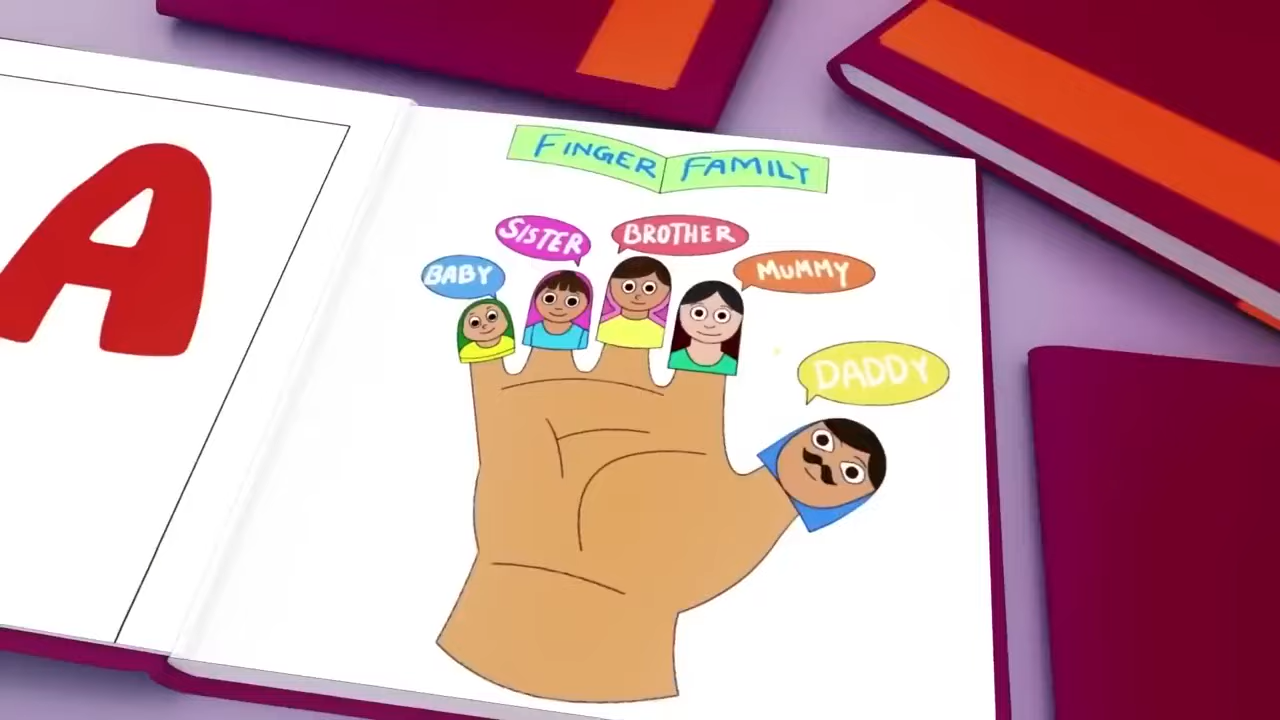 A
FINGER FAMILY
SISTER
BROTHER
BABY
MUMMY
DADDY